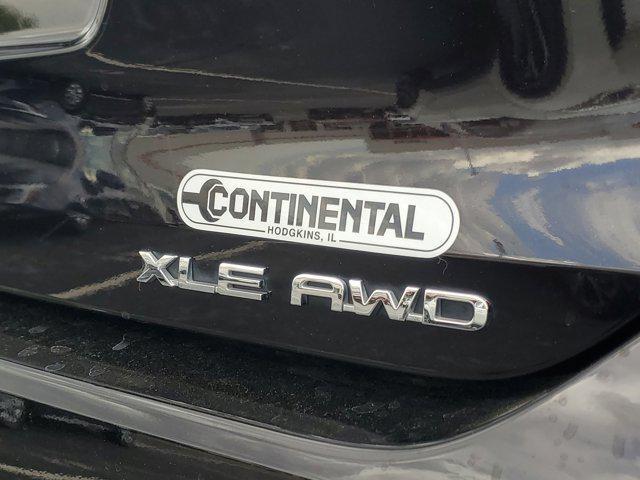 CONTINENTAL
HODGKINS, IL
XLE AWD